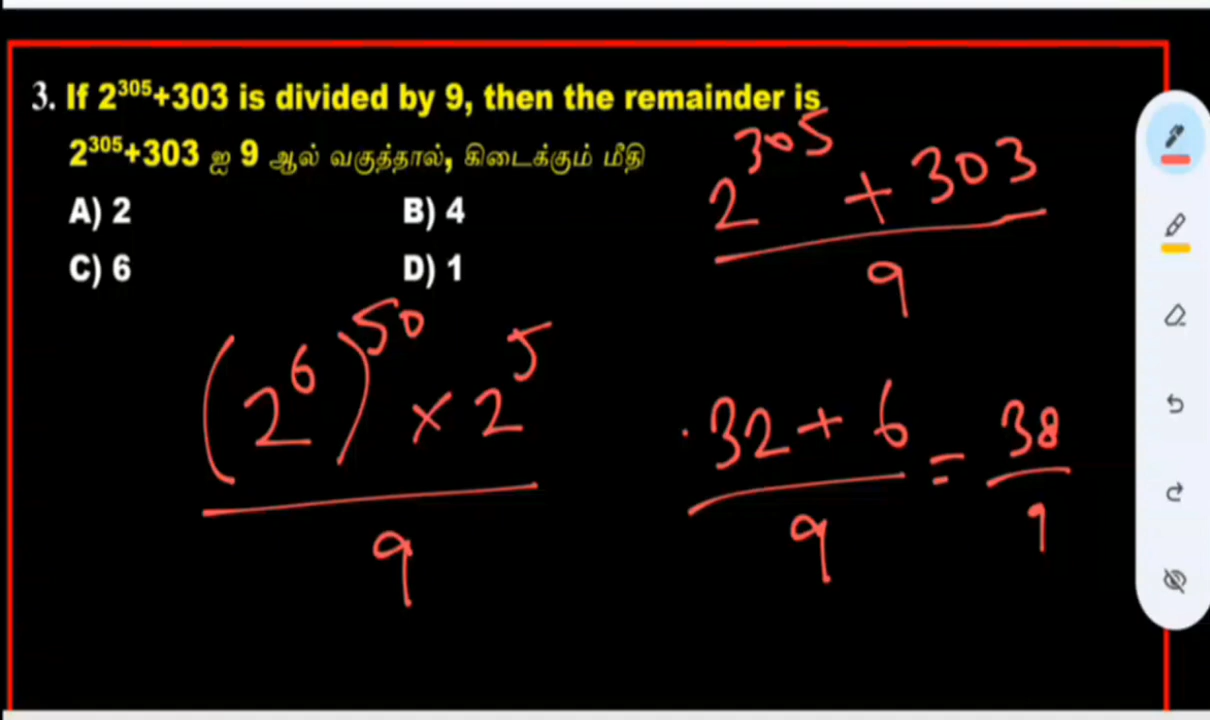 3. If 2³⁰⁵+303 is divided by 9, then the remainder is
2³⁰⁵+303 ஐ 9 ஆல் வகுத்தால், கிடைக்கும் மீதி
A) 2 B) 4
C) 6 D) 1
2³⁰⁵ + 303
9
(2⁶)⁵⁰ × 2⁵
9
32 + 6 = 38
9 9